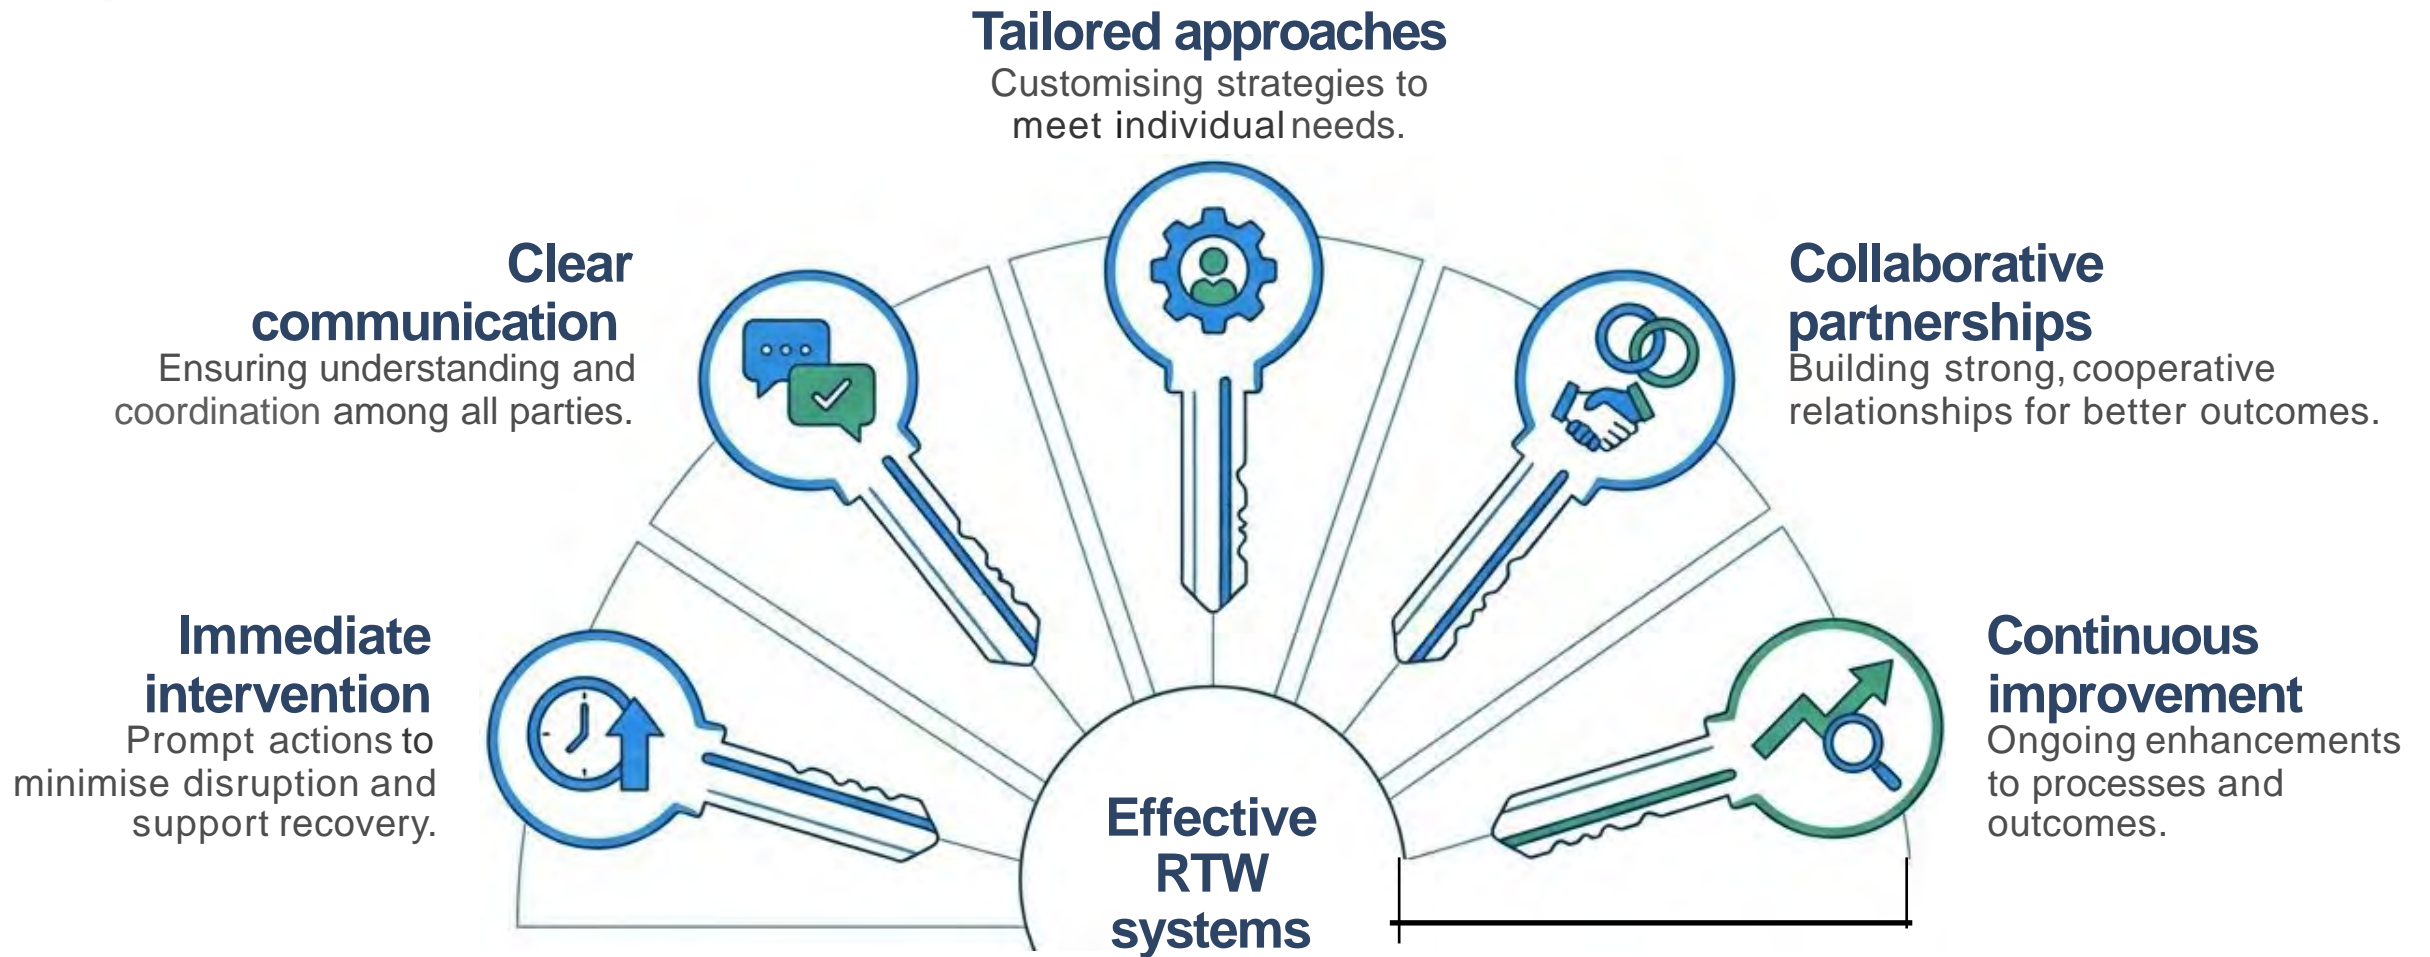 Tailored approaches
Customising strategies to
meet individual needs.
Clear
communication
Ensuring understanding and
coordination among all parties.
Collaborative
partnerships
Building strong, cooperative
relationships for better outcomes.
Immediate
intervention
Prompt actions to
minimise disruption and
support recovery.
Continuous
improvement
Ongoing enhancements
to processes and
outcomes.
Effective
RTW
systems